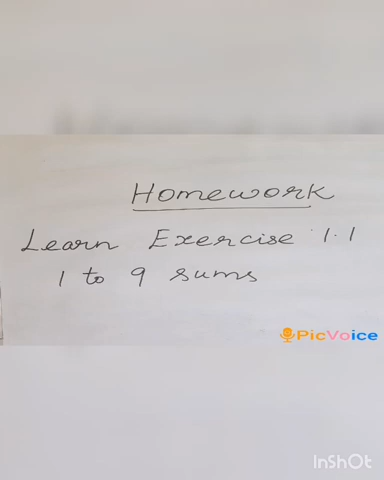 Homework
Learn Exercise 1.1
1 to 9 sums
PicVoice
InShOt